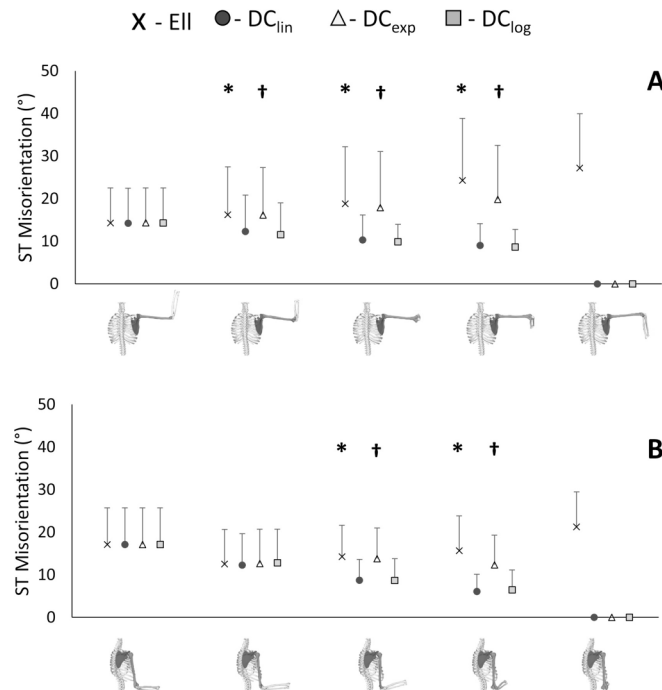 X - Ell ● - DClin △ - DCexp ■ - DClog
A
ST Misorientation (°)
50
* † * † * †
40
30
20
10
0
B
ST Misorientation (°)
50
40
* † * †
30
20
10
0